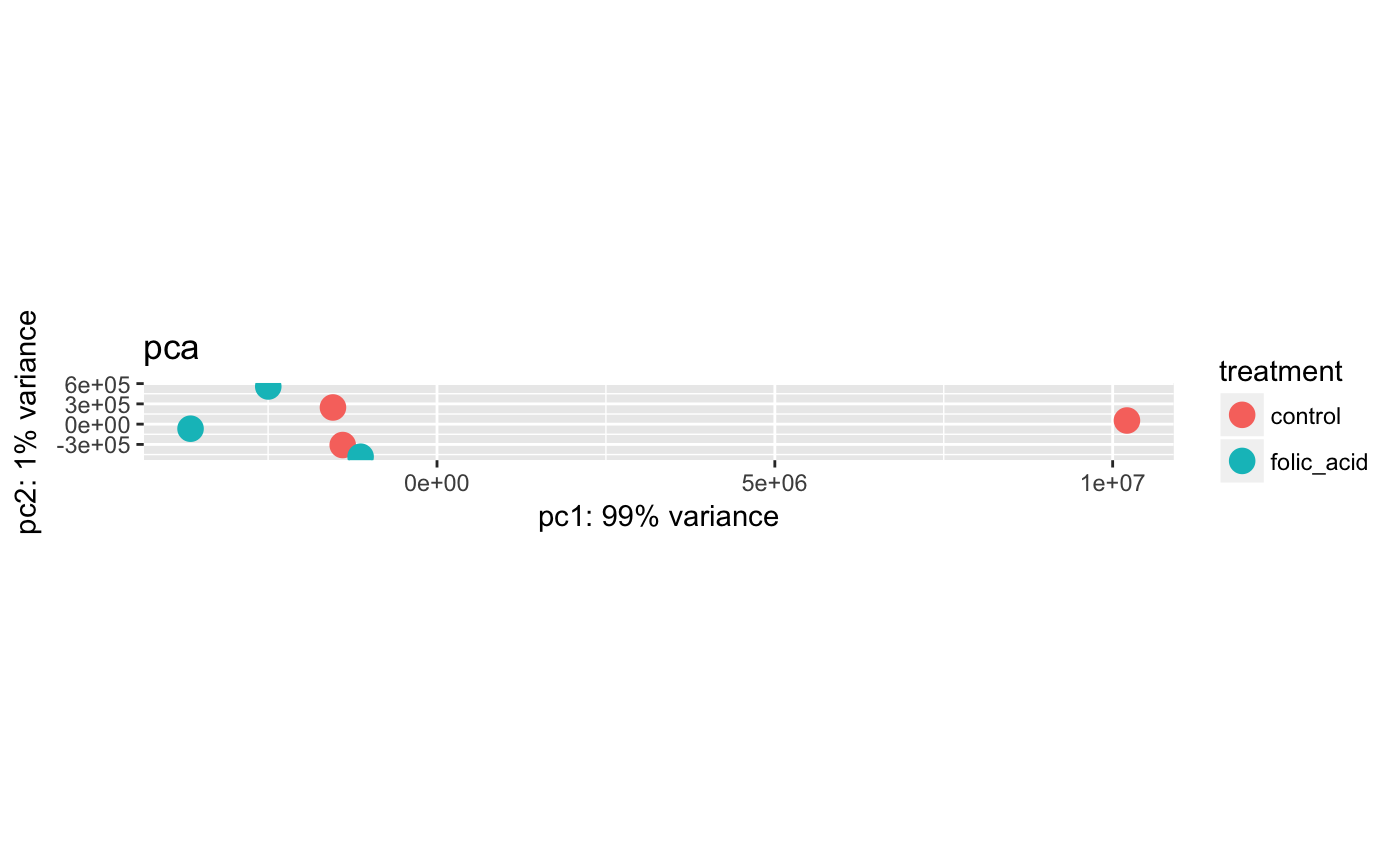 pca
pc2: 1% variance
6e+05
3e+05
0e+00
-3e+05
0e+00
5e+06
1e+07
pc1: 99% variance
treatment
control
folic_acid